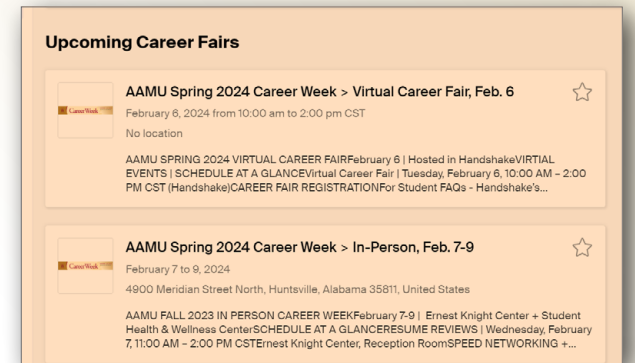 Upcoming Career Fairs
AAMU Spring 2024 Career Week > Virtual Career Fair, Feb. 6
February 6, 2024 from 10:00 am to 2:00 pm CST
No location
AAMU SPRING 2024 VIRTUAL CAREER FAIRFebruary 6 | Hosted in HandshakeVIRTIAL
EVENTS | SCHEDULE AT A GLANCEVirtual Career Fair | Tuesday, February 6, 10:00 AM – 2:00
PM CST (Handshake)CAREER FAIR REGISTRATIONFor Student FAQs - Handshake's...
Career Week
AAMU Spring 2024 Career Week > In-Person, Feb. 7-9
February 7 to 9, 2024
4900 Meridian Street North, Huntsville, Alabama 35811, United States
AAMU FALL 2023 IN PERSON CAREER WEEKFebruary 7-9 | Ernest Knight Center + Student
Health & Wellness CenterSCHEDULE AT A GLANCERESUME REVIEWS | Wednesday, February
7, 11:00 AM – 2:00 PM CSTErnest Knight Center, Reception RoomSPEED NETWORKING +...
Career Week